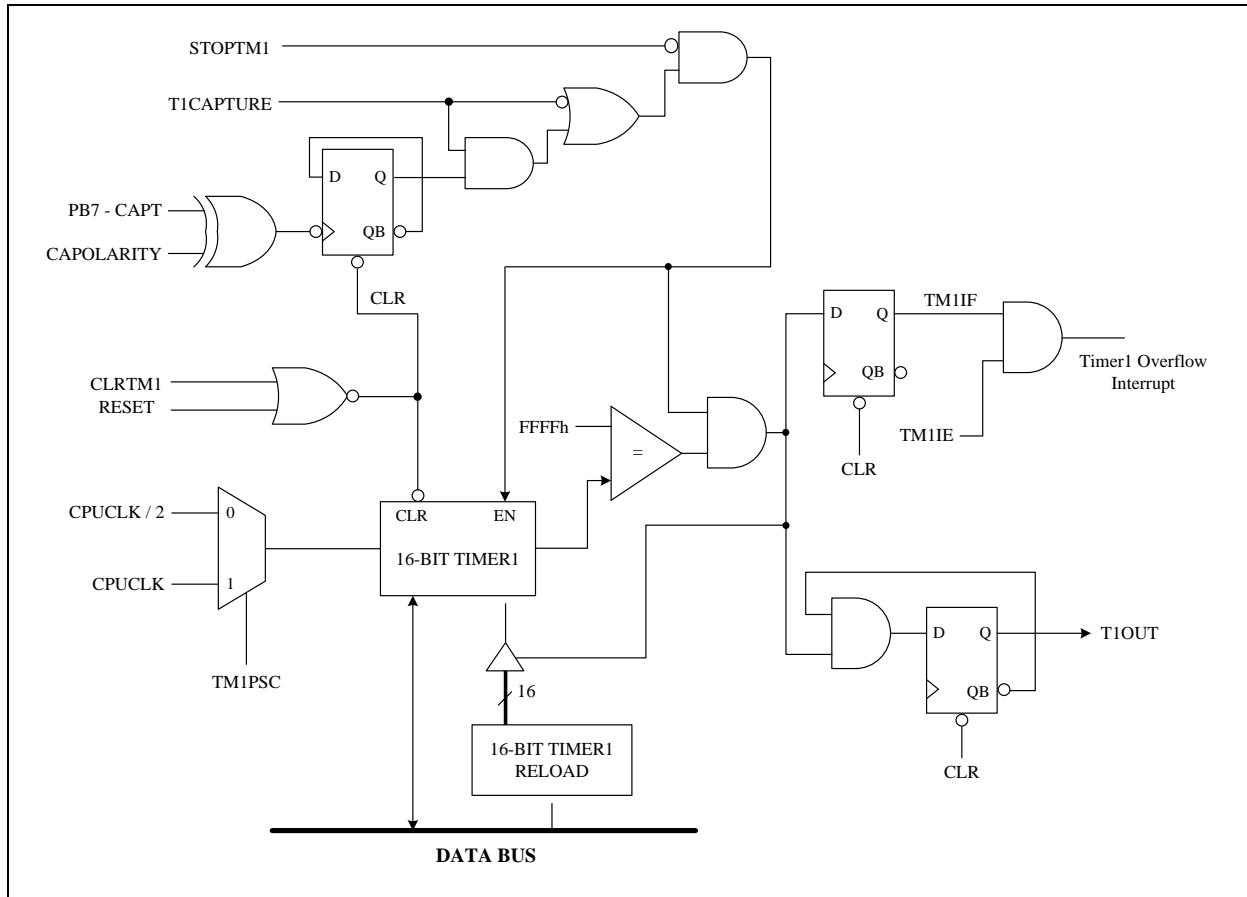 STOPTM1
T1CAPTURE
D Q
QB
PB7 - CAPT
CAPOLARITY
CLR
CLRTM1
RESET
D Q
QB
CLR
TM1IF
TM1IE
Timer1 Overflow
Interrupt
FFFFh
=
CPUCLK / 2
0
CPUCLK
1
TM1PSC
CLR EN
16-BIT TIMER1
16
16-BIT TIMER1
RELOAD
D Q
QB
CLR
T1OUT
DATA BUS